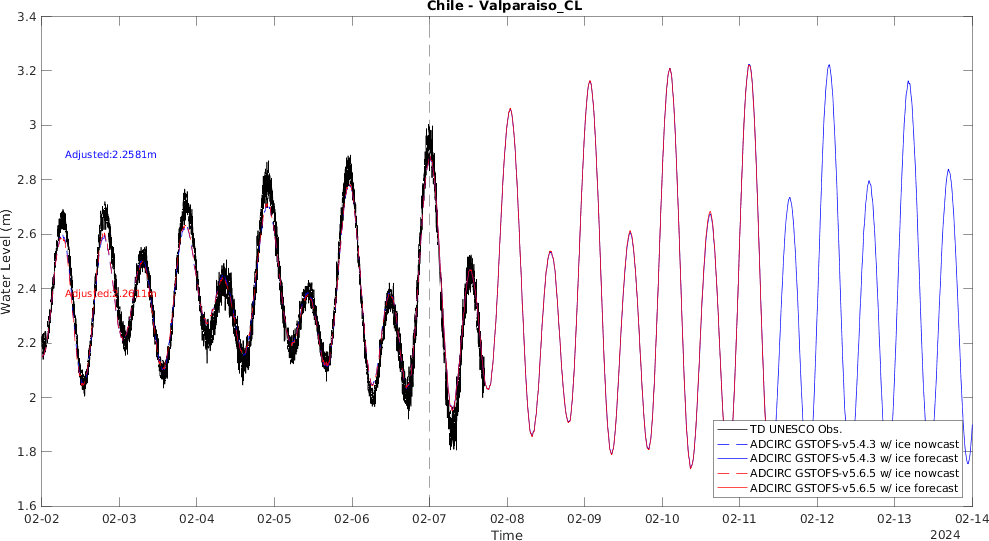 Chile - Valparaiso_CL
3.4
3.2
3
2.8
2.6
2.4
2.2
2
1.8
1.6
Water Level (m)
Adjusted:2.2581m
Adjusted:2.2611m
TD UNESCO Obs.
ADCIRC GSTOFS-v5.4.3 w/ ice nowcast
ADCIRC GSTOFS-v5.4.3 w/ ice forecast
ADCIRC GSTOFS-v5.6.5 w/ ice nowcast
ADCIRC GSTOFS-v5.6.5 w/ ice forecast
02-02 02-03 02-04 02-05 02-06 02-07 02-08 02-09 02-10 02-11 02-12 02-13 02-14
Time
2024